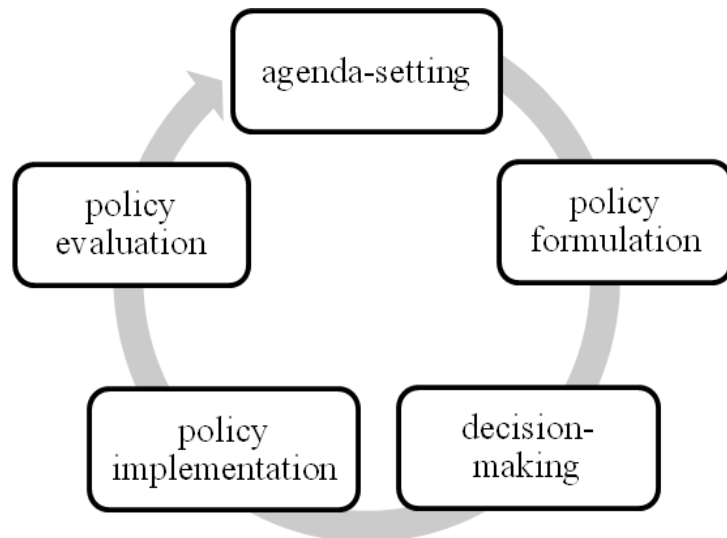 agenda-setting
policy
formulation
decision-
making
policy
implementation
policy
evaluation